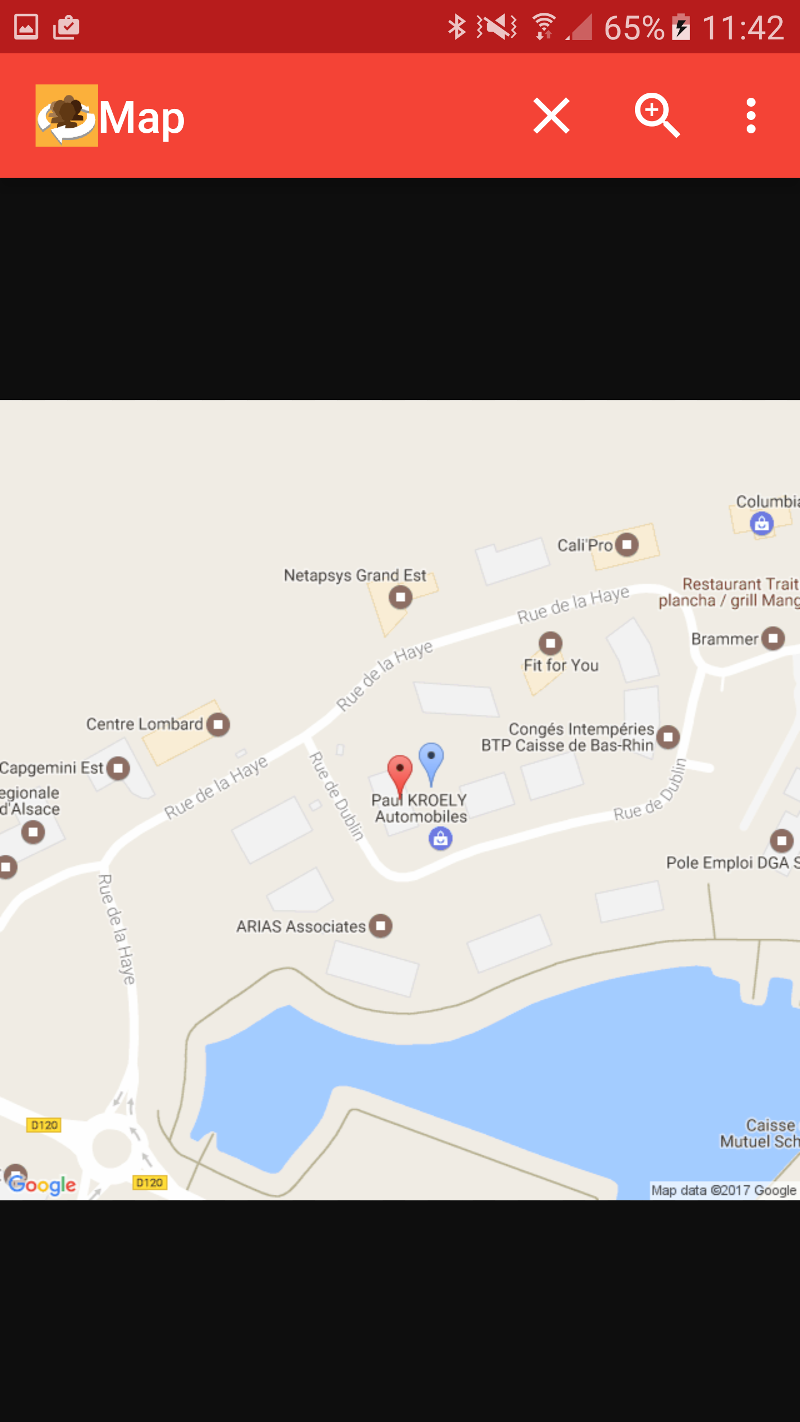 65% 11:42
Map
Columbia
Cali'Pro
Netapsys Grand Est
Restaurant Trait
plancha / grill Mang
Rue de la Haye
Brammer
Fit for You
Rue de la Haye
Centre Lombard
Congés Intempéries
BTP Caisse de Bas-Rhin
Capgemini Est
Rue de la Haye
Rue de Dublin
Rue de Dublin
egionale
d'Alsace
Paul KROELY
Automobiles
Pole Emploi DGA S
Rue de la Haye
ARIAS Associates
D120
Caisse
Mutuel Sch
D120
Google
Map data ©2017 Google